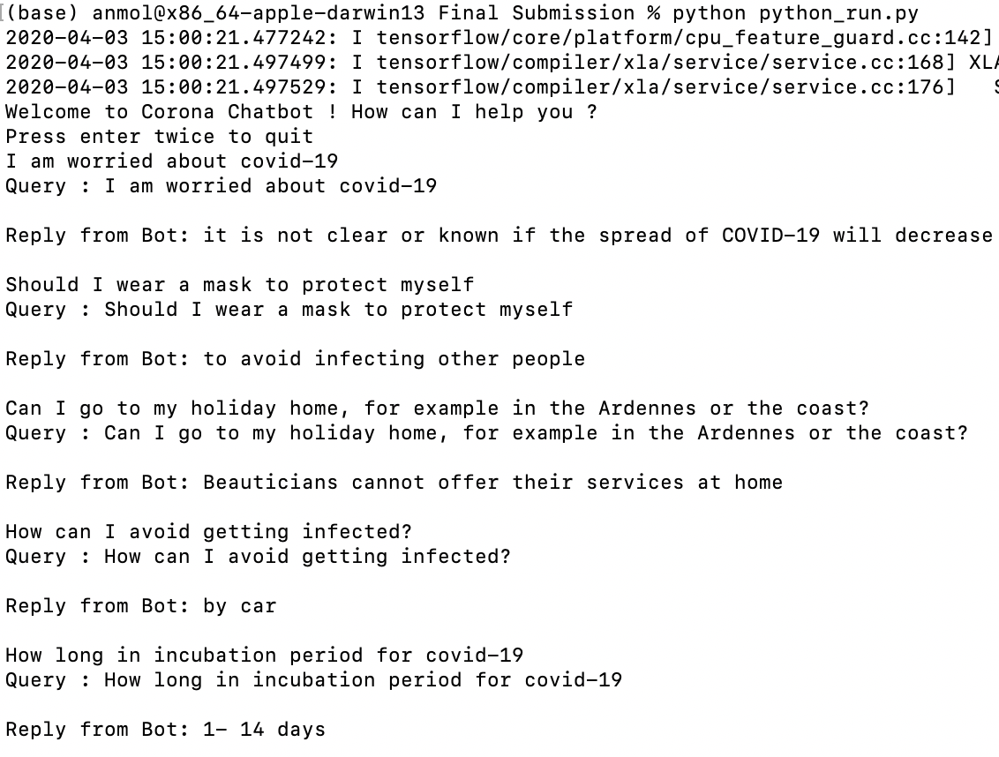 (base) anmol@x86_64-apple-darwin13 Final Submission % python python_run.py
2020-04-03 15:00:21.477242: I tensorflow/core/platform/cpu_feature_guard.cc:142]
2020-04-03 15:00:21.497499: I tensorflow/compiler/xla/service/service.cc:168] XLA
2020-04-03 15:00:21.497529: I tensorflow/compiler/xla/service/service.cc:176]
Welcome to Corona Chatbot ! How can I help you ?
Press enter twice to quit
I am worried about covid-19
Query : I am worried about covid-19
Reply from Bot: it is not clear or known if the spread of COVID-19 will decrease
Should I wear a mask to protect myself
Query : Should I wear a mask to protect myself
Reply from Bot: to avoid infecting other people
Can I go to my holiday home, for example in the Ardennes or the coast?
Query : Can I go to my holiday home, for example in the Ardennes or the coast?
Reply from Bot: Beauticians cannot offer their services at home
How can I avoid getting infected?
Query : How can I avoid getting infected?
Reply from Bot: by car
How long in incubation period for covid-19
Query : How long in incubation period for covid-19
Reply from Bot: 1- 14 days